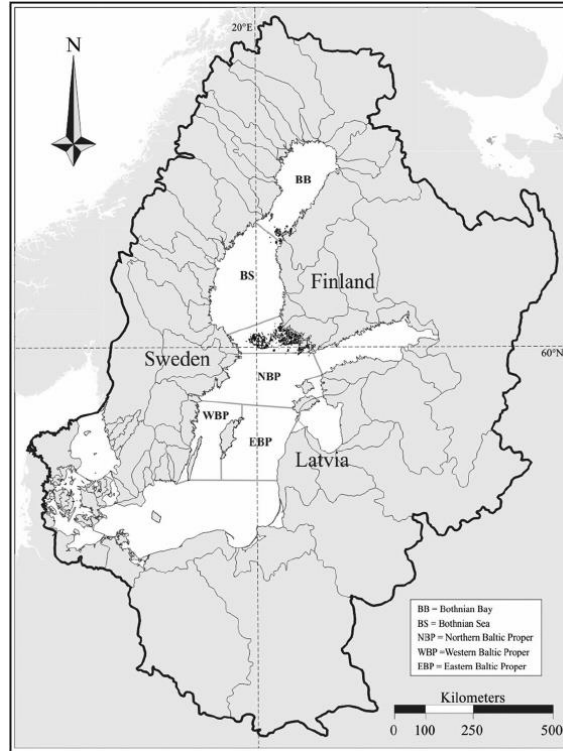 20°E
N
BB
BS
Finland
Sweden
60°N
NBP
WBP
EBP
Latvia
BB = Bothnian Bay
BS = Bothnian Sea
NBP = Northern Baltic Proper
WBP =Western Baltic Proper
EBP = Eastern Baltic Proper
Kilometers
0 100 250 500